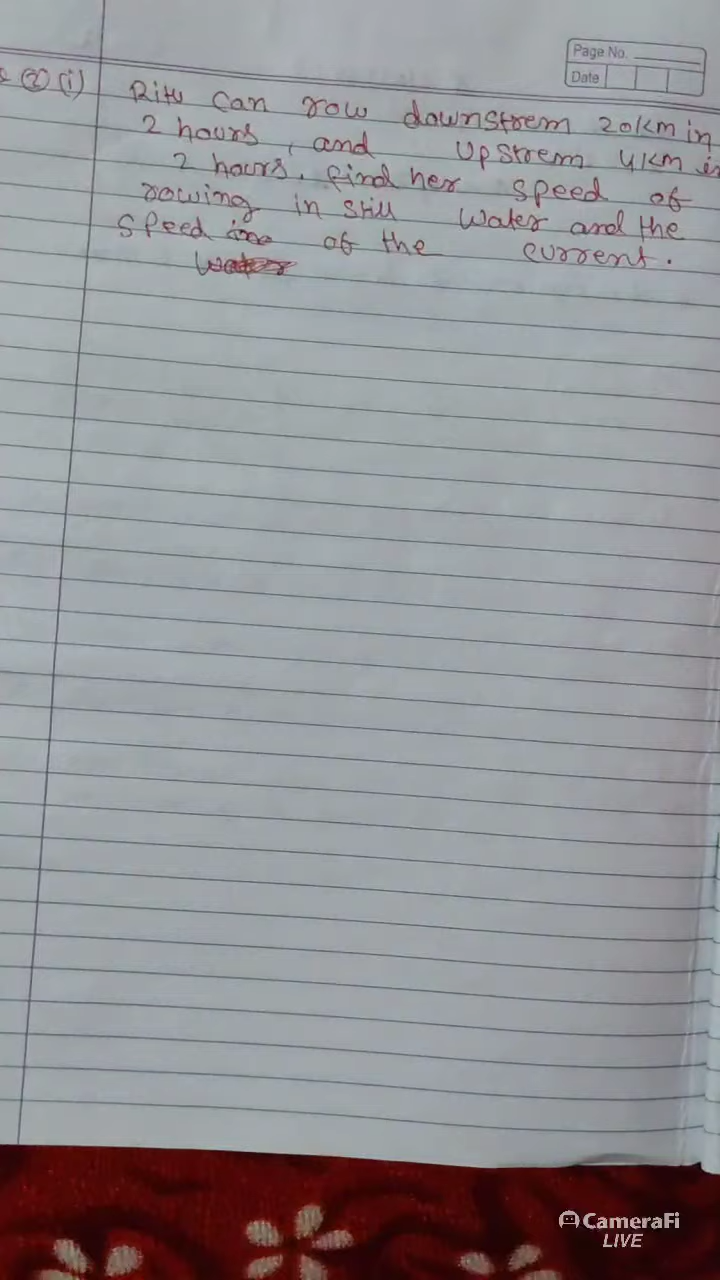 Page No.
Date
Q ② (i) Ritu can row downstrem 20km in
2 hours, and upstrem 4km in
2 hours. find her speed of
rowing in still water and the
speed of the current.
CameraFi
LIVE